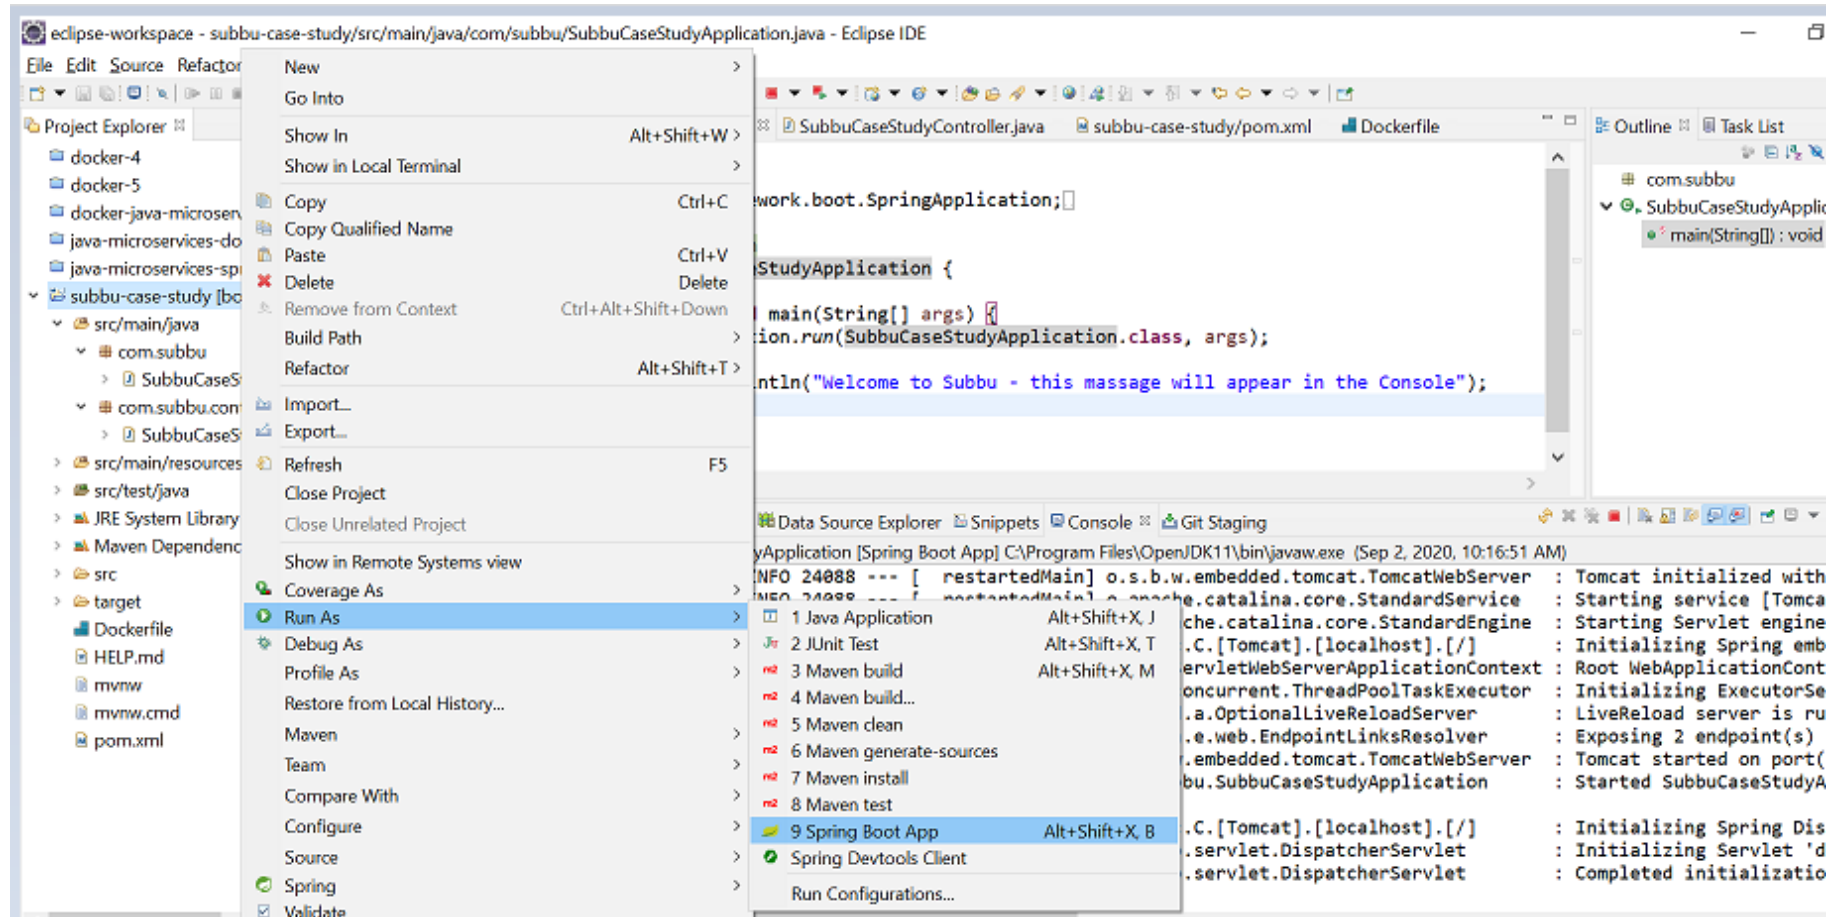 eclipse-workspace - subbu-case-study/src/main/java/com/subbu/SubbuCaseStudyApplication.java - Eclipse IDE
File Edit Source Refactor
Project Explorer
docker-4
docker-5
docker-java-microserv
java-microservices-do
java-microservices-spr
subbu-case-study [bo
src/main/java
com.subbu
SubbuCaseS
com.subbu.con
SubbuCaseS
src/main/resources
src/test/java
JRE System Library
Maven Dependenc
src
target
Dockerfile
HELP.md
mvnw
mvnw.cmd
pom.xml
New
Go Into
Show In Alt+Shift+W >
Show in Local Terminal
Copy Ctrl+C
Copy Qualified Name
Paste Ctrl+V
Delete Delete
Remove from Context Ctrl+Alt+Shift+Down
Build Path
Refactor Alt+Shift+T >
Import...
Export...
Refresh F5
Close Project
Close Unrelated Project
Show in Remote Systems view
Coverage As
Run As
Debug As
Profile As
Restore from Local History...
Maven
Team
Compare With
Configure
Source
Spring
Validate
1 Java Application Alt+Shift+X, J
2 JUnit Test Alt+Shift+X, T
3 Maven build Alt+Shift+X, M
4 Maven build...
5 Maven clean
6 Maven generate-sources
7 Maven install
8 Maven test
9 Spring Boot App Alt+Shift+X, B
Spring Devtools Client
Run Configurations...
SubbuCaseStudyController.java subbu-case-study/pom.xml Dockerfile
work.boot.SpringApplication;
StudyApplication {
main(String[] args) {
ion.run(SubbuCaseStudyApplication.class, args);
ntln("Welcome to Subbu - this massage will appear in the Console");
Outline Task List
com.subbu
SubbuCaseStudyApplic
main(String[]) : void
Data Source Explorer Snippets Console Git Staging
yApplication [Spring Boot App] C:\Program Files\OpenJDK11\bin\javaw.exe (Sep 2, 2020, 10:16:51 AM)
NFO 24088 --- [ restartedMain] o.s.b.w.embedded.tomcat.TomcatWebServer : Tomcat initialized with
NFO 24088 --- [ restartedMain] o.apache.catalina.core.StandardService : Starting service [Tomca
che.catalina.core.StandardEngine : Starting Servlet engine
.C.[Tomcat].[localhost].[/] : Initializing Spring emb
ervletWebServerApplicationContext : Root WebApplicationCont
oncurrent.ThreadPoolTaskExecutor : Initializing ExecutorSe
.a.OptionalLiveReloadServer : LiveReload server is ru
.e.web.EndpointLinksResolver : Exposing 2 endpoint(s)
.embedded.tomcat.TomcatWebServer : Tomcat started on port(
bu.SubbuCaseStudyApplication : Started SubbuCaseStudyA
.C.[Tomcat].[localhost].[/] : Initializing Spring Dis
.servlet.DispatcherServlet : Initializing Servlet 'd
.servlet.DispatcherServlet : Completed initializatio